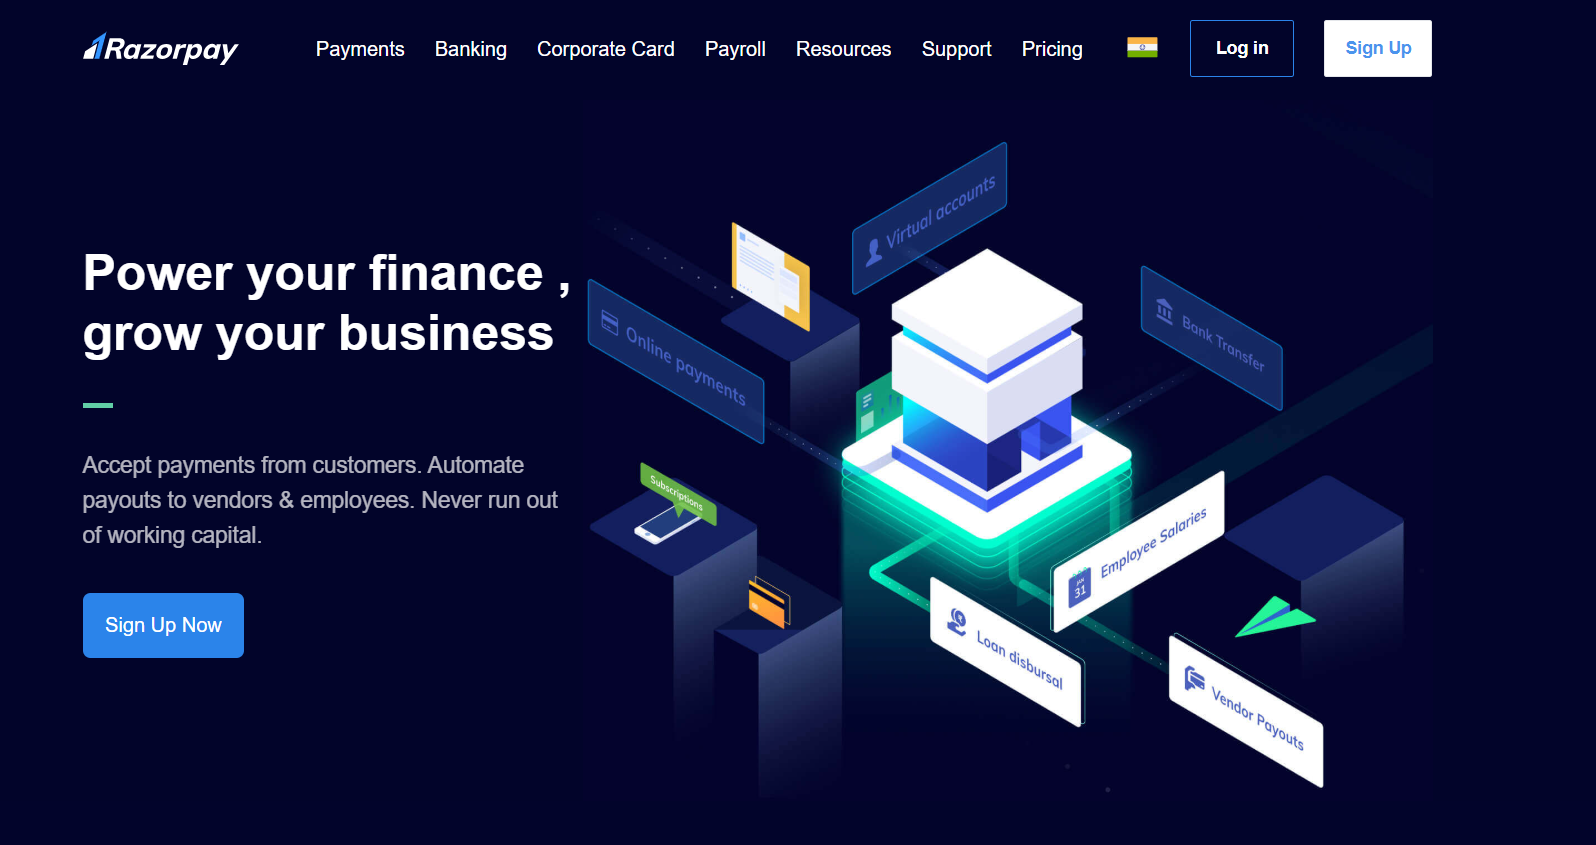 Razorpay
Payments Banking Corporate Card Payroll Resources Support Pricing
Log in
Sign Up
Power your finance ,
grow your business
Accept payments from customers. Automate
payouts to vendors & employees. Never run out
of working capital.
Sign Up Now
Virtual accounts
Online payments
Bank Transfer
Subscriptions
Employee Salaries
JAN
31
Loan disbursal
Vendor Payouts